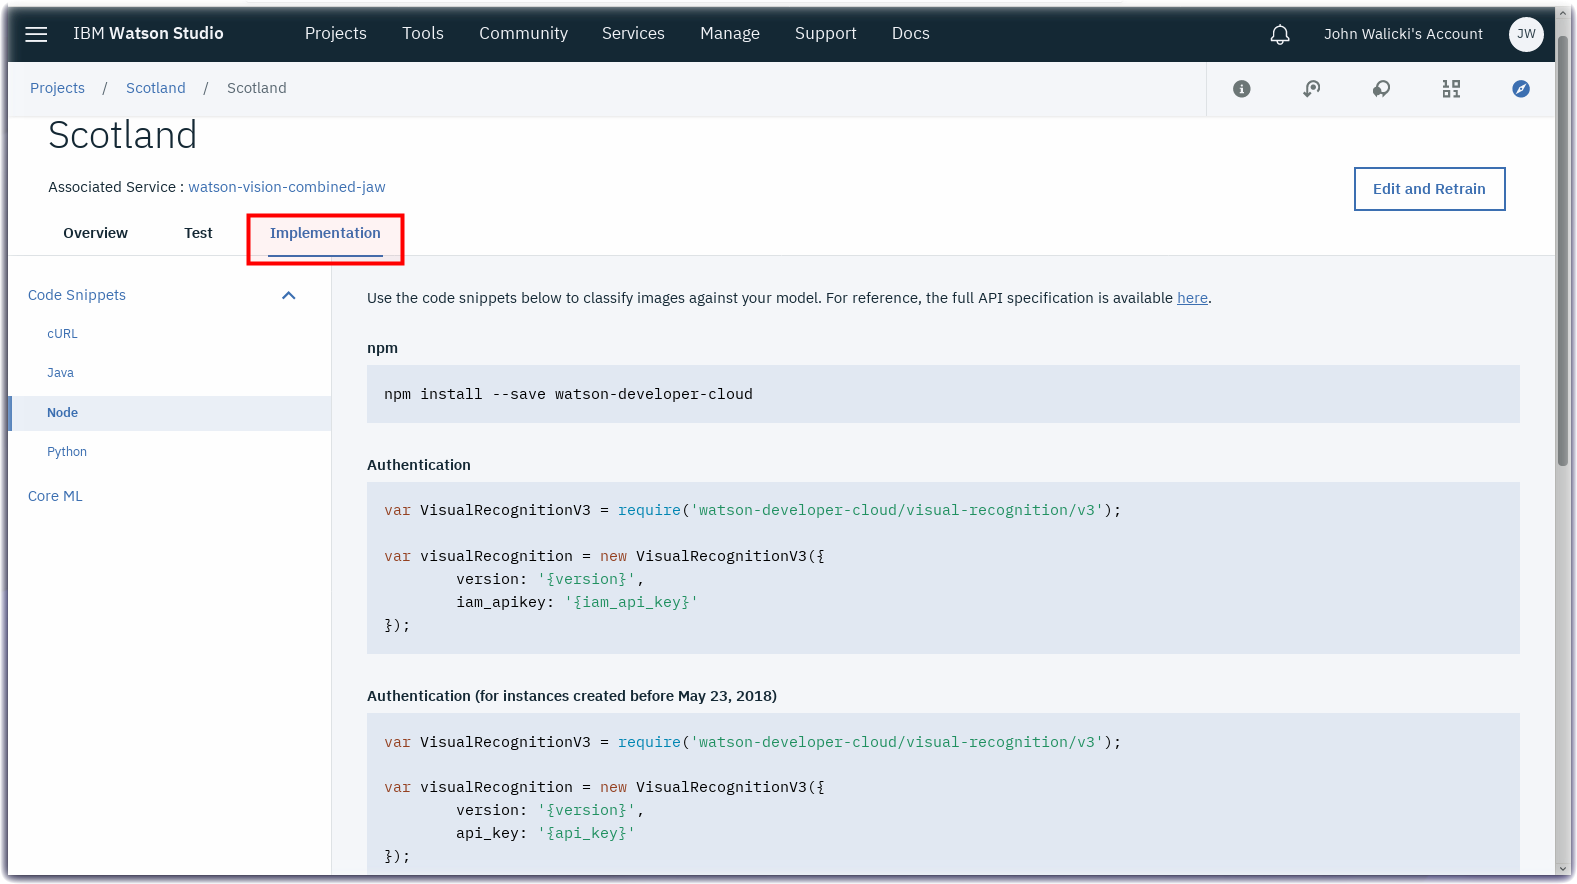 IBM Watson Studio Projects Tools Community Services Manage Support Docs John Walicki's Account JW
Projects / Scotland / Scotland
Scotland
Associated Service : watson-vision-combined-jaw
Edit and Retrain
Overview Test Implementation
Code Snippets
cURL
Java
Node
Python
Core ML
Use the code snippets below to classify images against your model. For reference, the full API specification is available here.
npm
npm install --save watson-developer-cloud
Authentication
var VisualRecognitionV3 = require('watson-developer-cloud/visual-recognition/v3');
var visualRecognition = new VisualRecognitionV3({
version: '{version}',
iam_apikey: '{iam_api_key}'
});
Authentication (for instances created before May 23, 2018)
var VisualRecognitionV3 = require('watson-developer-cloud/visual-recognition/v3');
var visualRecognition = new VisualRecognitionV3({
version: '{version}',
api_key: '{api_key}'
});